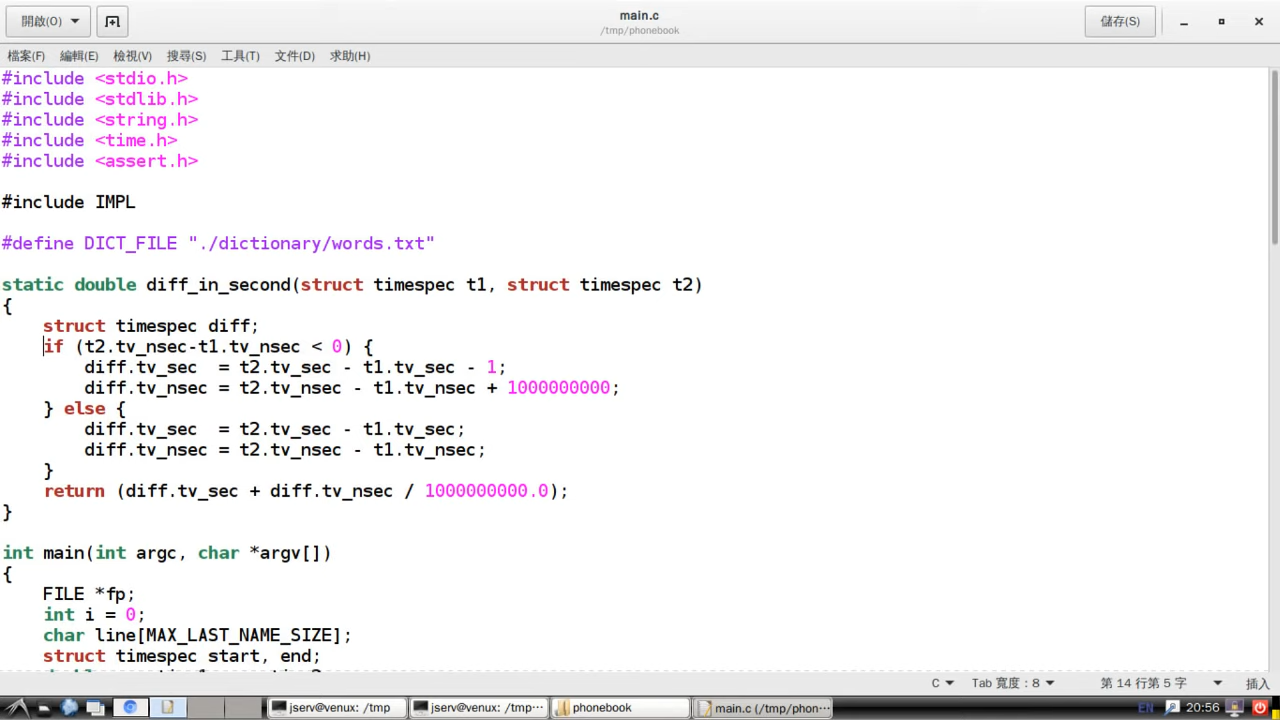 開啟(O)
main.c
/tmp/phonebook
儲存(S)
檔案(F) 編輯(E) 檢視(V) 搜尋(S) 工具(T) 文件(D) 求助(H)
#include <stdio.h>
#include <stdlib.h>
#include <string.h>
#include <time.h>
#include <assert.h>
#include IMPL
#define DICT_FILE "./dictionary/words.txt"
static double diff_in_second(struct timespec t1, struct timespec t2)
{
    struct timespec diff;
    if (t2.tv_nsec-t1.tv_nsec < 0) {
        diff.tv_sec  = t2.tv_sec - t1.tv_sec - 1;
        diff.tv_nsec = t2.tv_nsec - t1.tv_nsec + 1000000000;
    } else {
        diff.tv_sec  = t2.tv_sec - t1.tv_sec;
        diff.tv_nsec = t2.tv_nsec - t1.tv_nsec;
    }
    return (diff.tv_sec + diff.tv_nsec / 1000000000.0);
}
int main(int argc, char *argv[])
{
    FILE *fp;
    int i = 0;
    char line[MAX_LAST_NAME_SIZE];
    struct timespec start, end;
C Tab 寬度：8 第 14 行第 5 字 插入
jserv@venux: /tmp jserv@venux: /tmp··· phonebook main.c (/tmp/phon··· EN 20:56